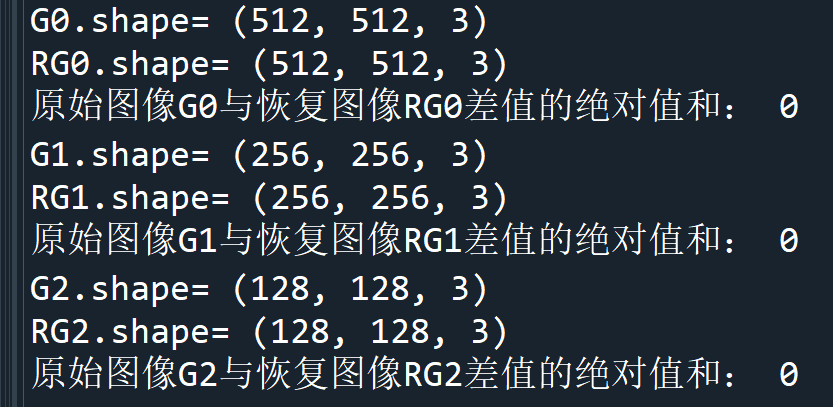 G0.shape= (512, 512, 3)
RG0.shape= (512, 512, 3)
原始图像G0与恢复图像RG0差值的绝对值和： 0
G1.shape= (256, 256, 3)
RG1.shape= (256, 256, 3)
原始图像G1与恢复图像RG1差值的绝对值和： 0
G2.shape= (128, 128, 3)
RG2.shape= (128, 128, 3)
原始图像G2与恢复图像RG2差值的绝对值和： 0